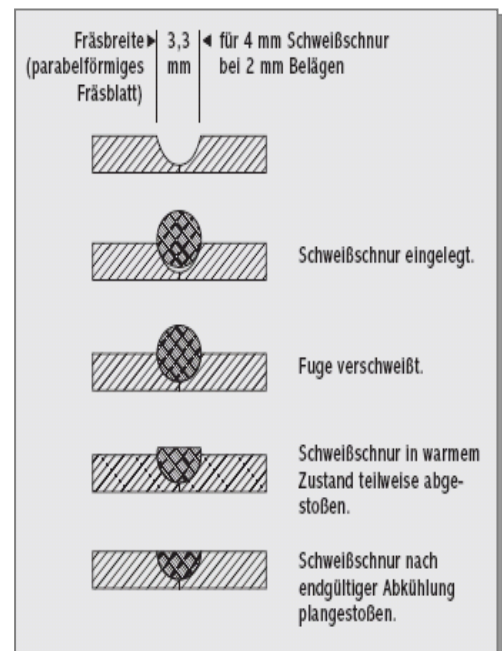 Fräsbreite
(parabelförmiges
Fräsblatt)
3,3
mm
für 4 mm Schweißschnur
bei 2 mm Belägen
Schweißschnur eingelegt.
Fuge verschweißt.
Schweißschnur in warmem
Zustand teilweise abge-
stoßen.
Schweißschnur nach
endgültiger Abkühlung
plangestoßen.